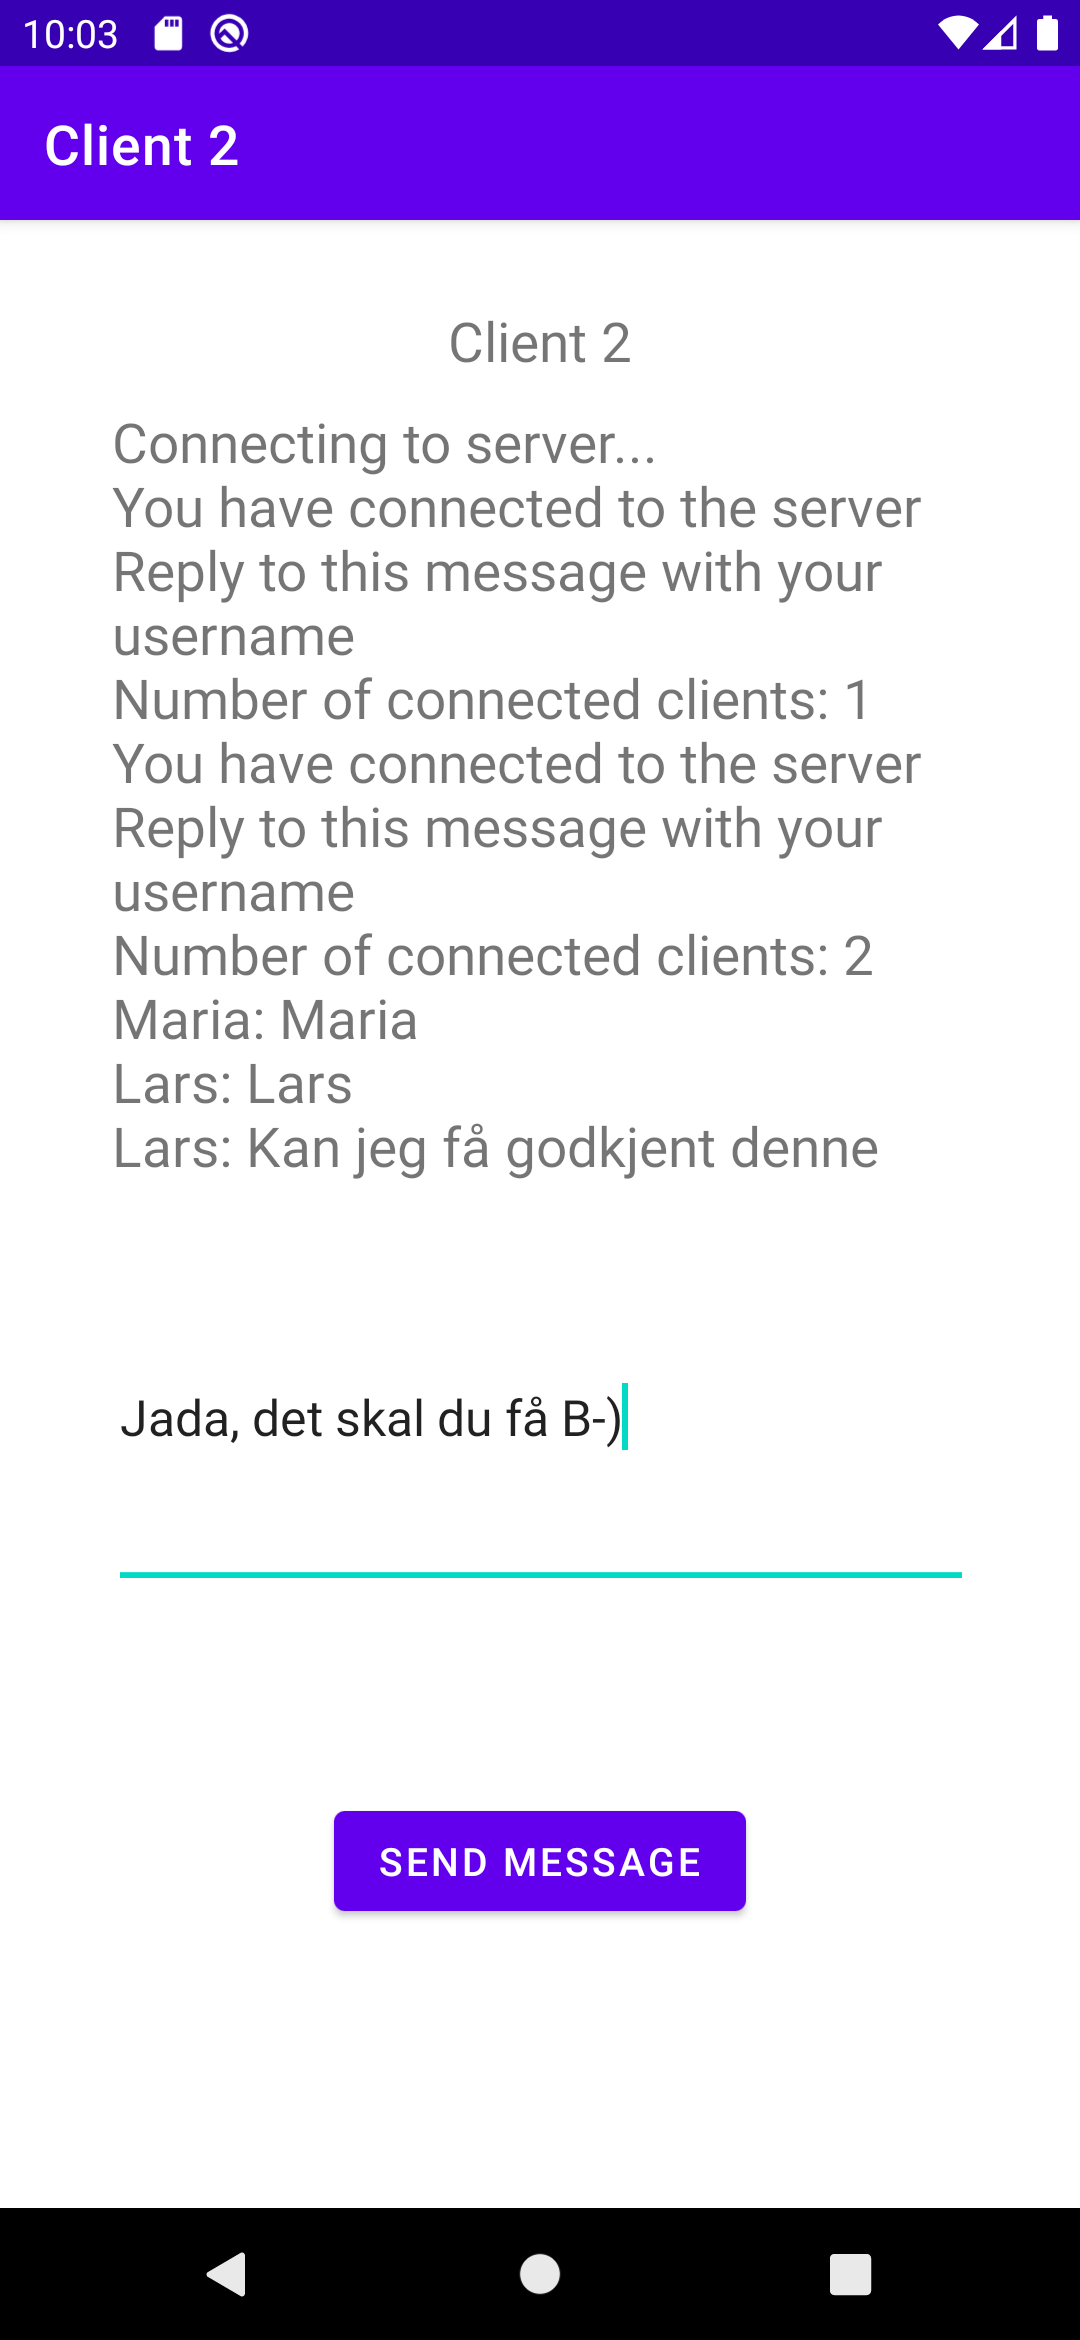 10:03
Client 2
Client 2
Connecting to server...
You have connected to the server
Reply to this message with your
username
Number of connected clients: 1
You have connected to the server
Reply to this message with your
username
Number of connected clients: 2
Maria: Maria
Lars: Lars
Lars: Kan jeg få godkjent denne
Jada, det skal du få B-)
SEND MESSAGE